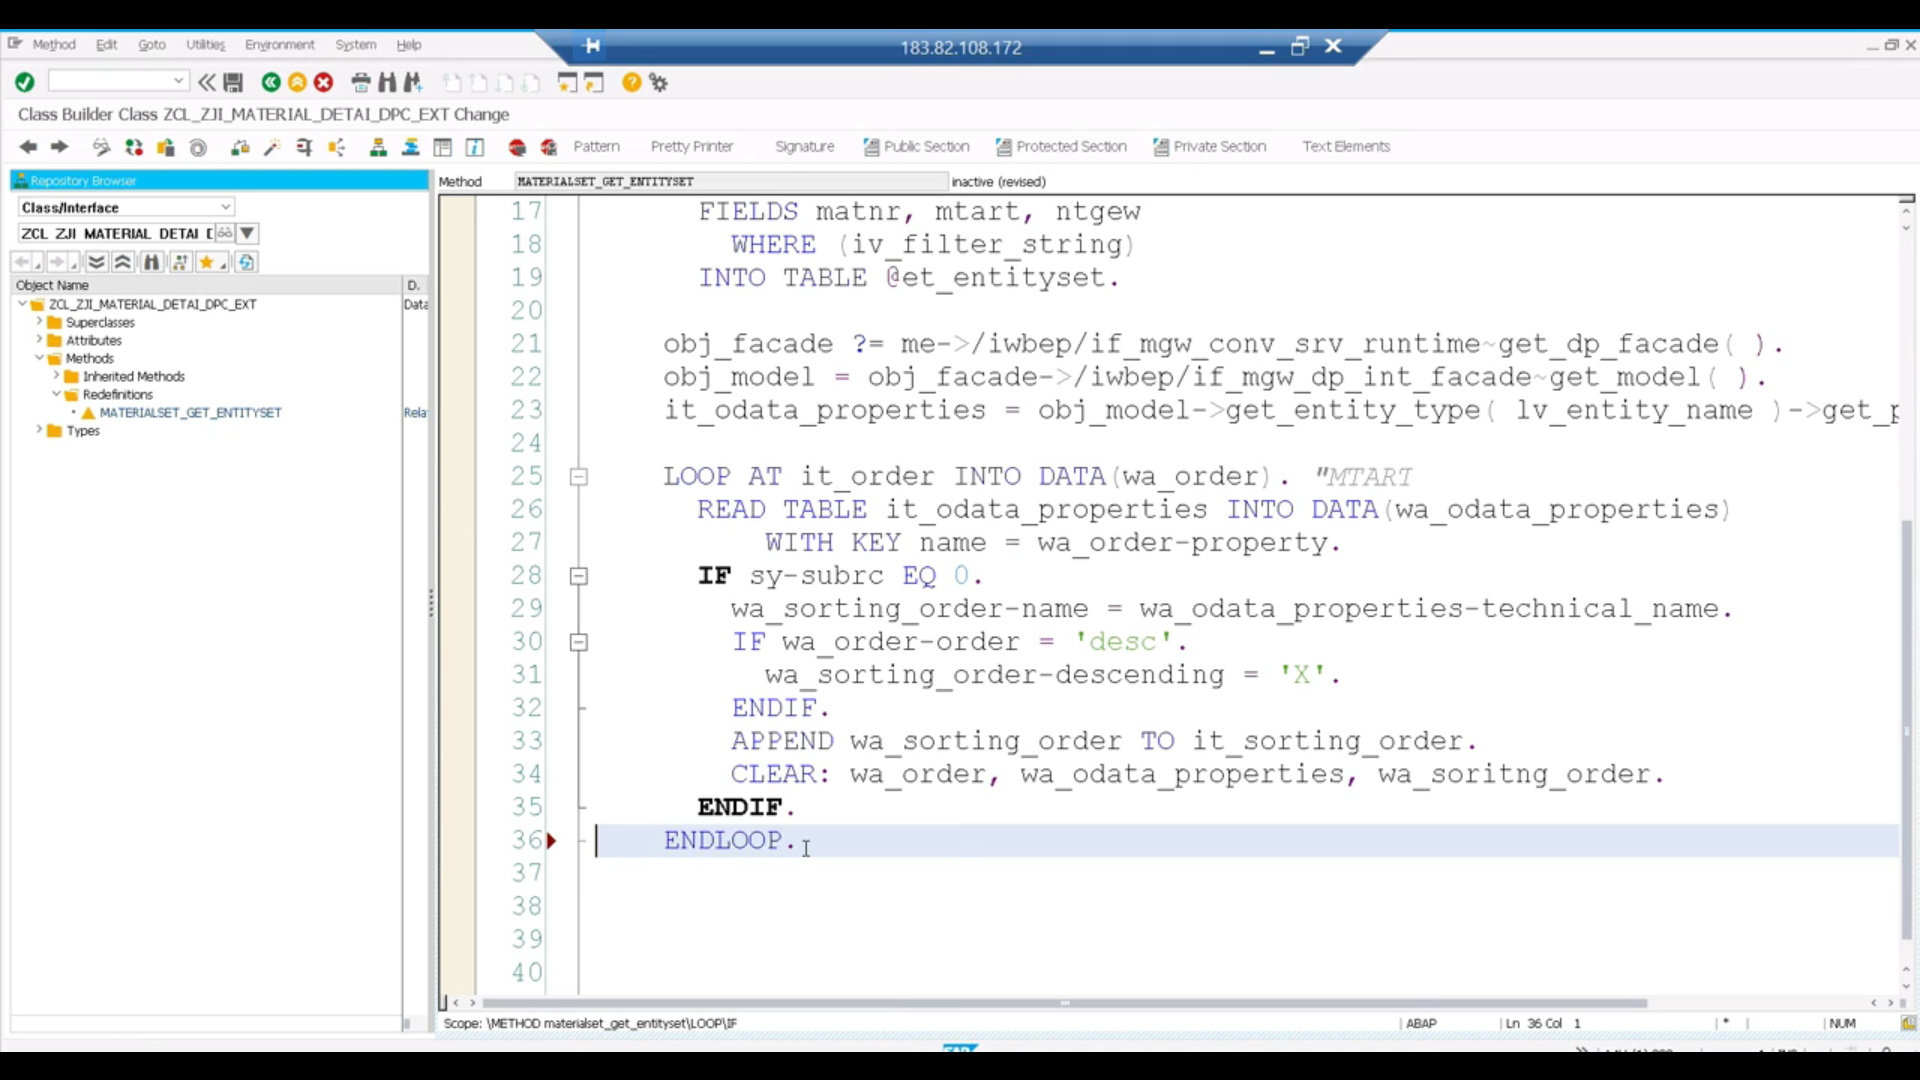 Method Edit Goto Utilities Environment System Help
183.82.108.172
Class Builder Class ZCL_ZJI_MATERIAL_DETAI_DPC_EXT Change
Pattern Pretty Printer Signature Public Section Protected Section Private Section Text Elements
Repository Browser
Class/Interface
ZCL_ZJI_MATERIAL_DETAI_D
Object Name D.
ZCL_ZJI_MATERIAL_DETAI_DPC_EXT Data
Superclasses
Attributes
Methods
Inherited Methods
Redefinitions
MATERIALSET_GET_ENTITYSET Rela
Types
Method MATERIALSET_GET_ENTITYSET inactive (revised)
17 FIELDS matnr, mtart, ntgew
18 WHERE (iv_filter_string)
19 INTO TABLE @et_entityset.
20
21 obj_facade ?= me->/iwbep/if_mgw_conv_srv_runtime~get_dp_facade( ).
22 obj_model = obj_facade->/iwbep/if_mgw_dp_int_facade~get_model( ).
23 it_odata_properties = obj_model->get_entity_type( lv_entity_name )->get_p
24
25 LOOP AT it_order INTO DATA(wa_order). "MTART
26 READ TABLE it_odata_properties INTO DATA(wa_odata_properties)
27 WITH KEY name = wa_order-property.
28 IF sy-subrc EQ 0.
29 wa_sorting_order-name = wa_odata_properties-technical_name.
30 IF wa_order-order = 'desc'.
31 wa_sorting_order-descending = 'X'.
32 ENDIF.
33 APPEND wa_sorting_order TO it_sorting_order.
34 CLEAR: wa_order, wa_odata_properties, wa_soritng_order.
35 ENDIF.
36 ENDLOOP.
37
38
39
40
Scope: \METHOD materialset_get_entityset\LOOP\IF ABAP Ln 36 Col 1 * NUM